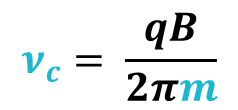 ν_c = qB / 2πm